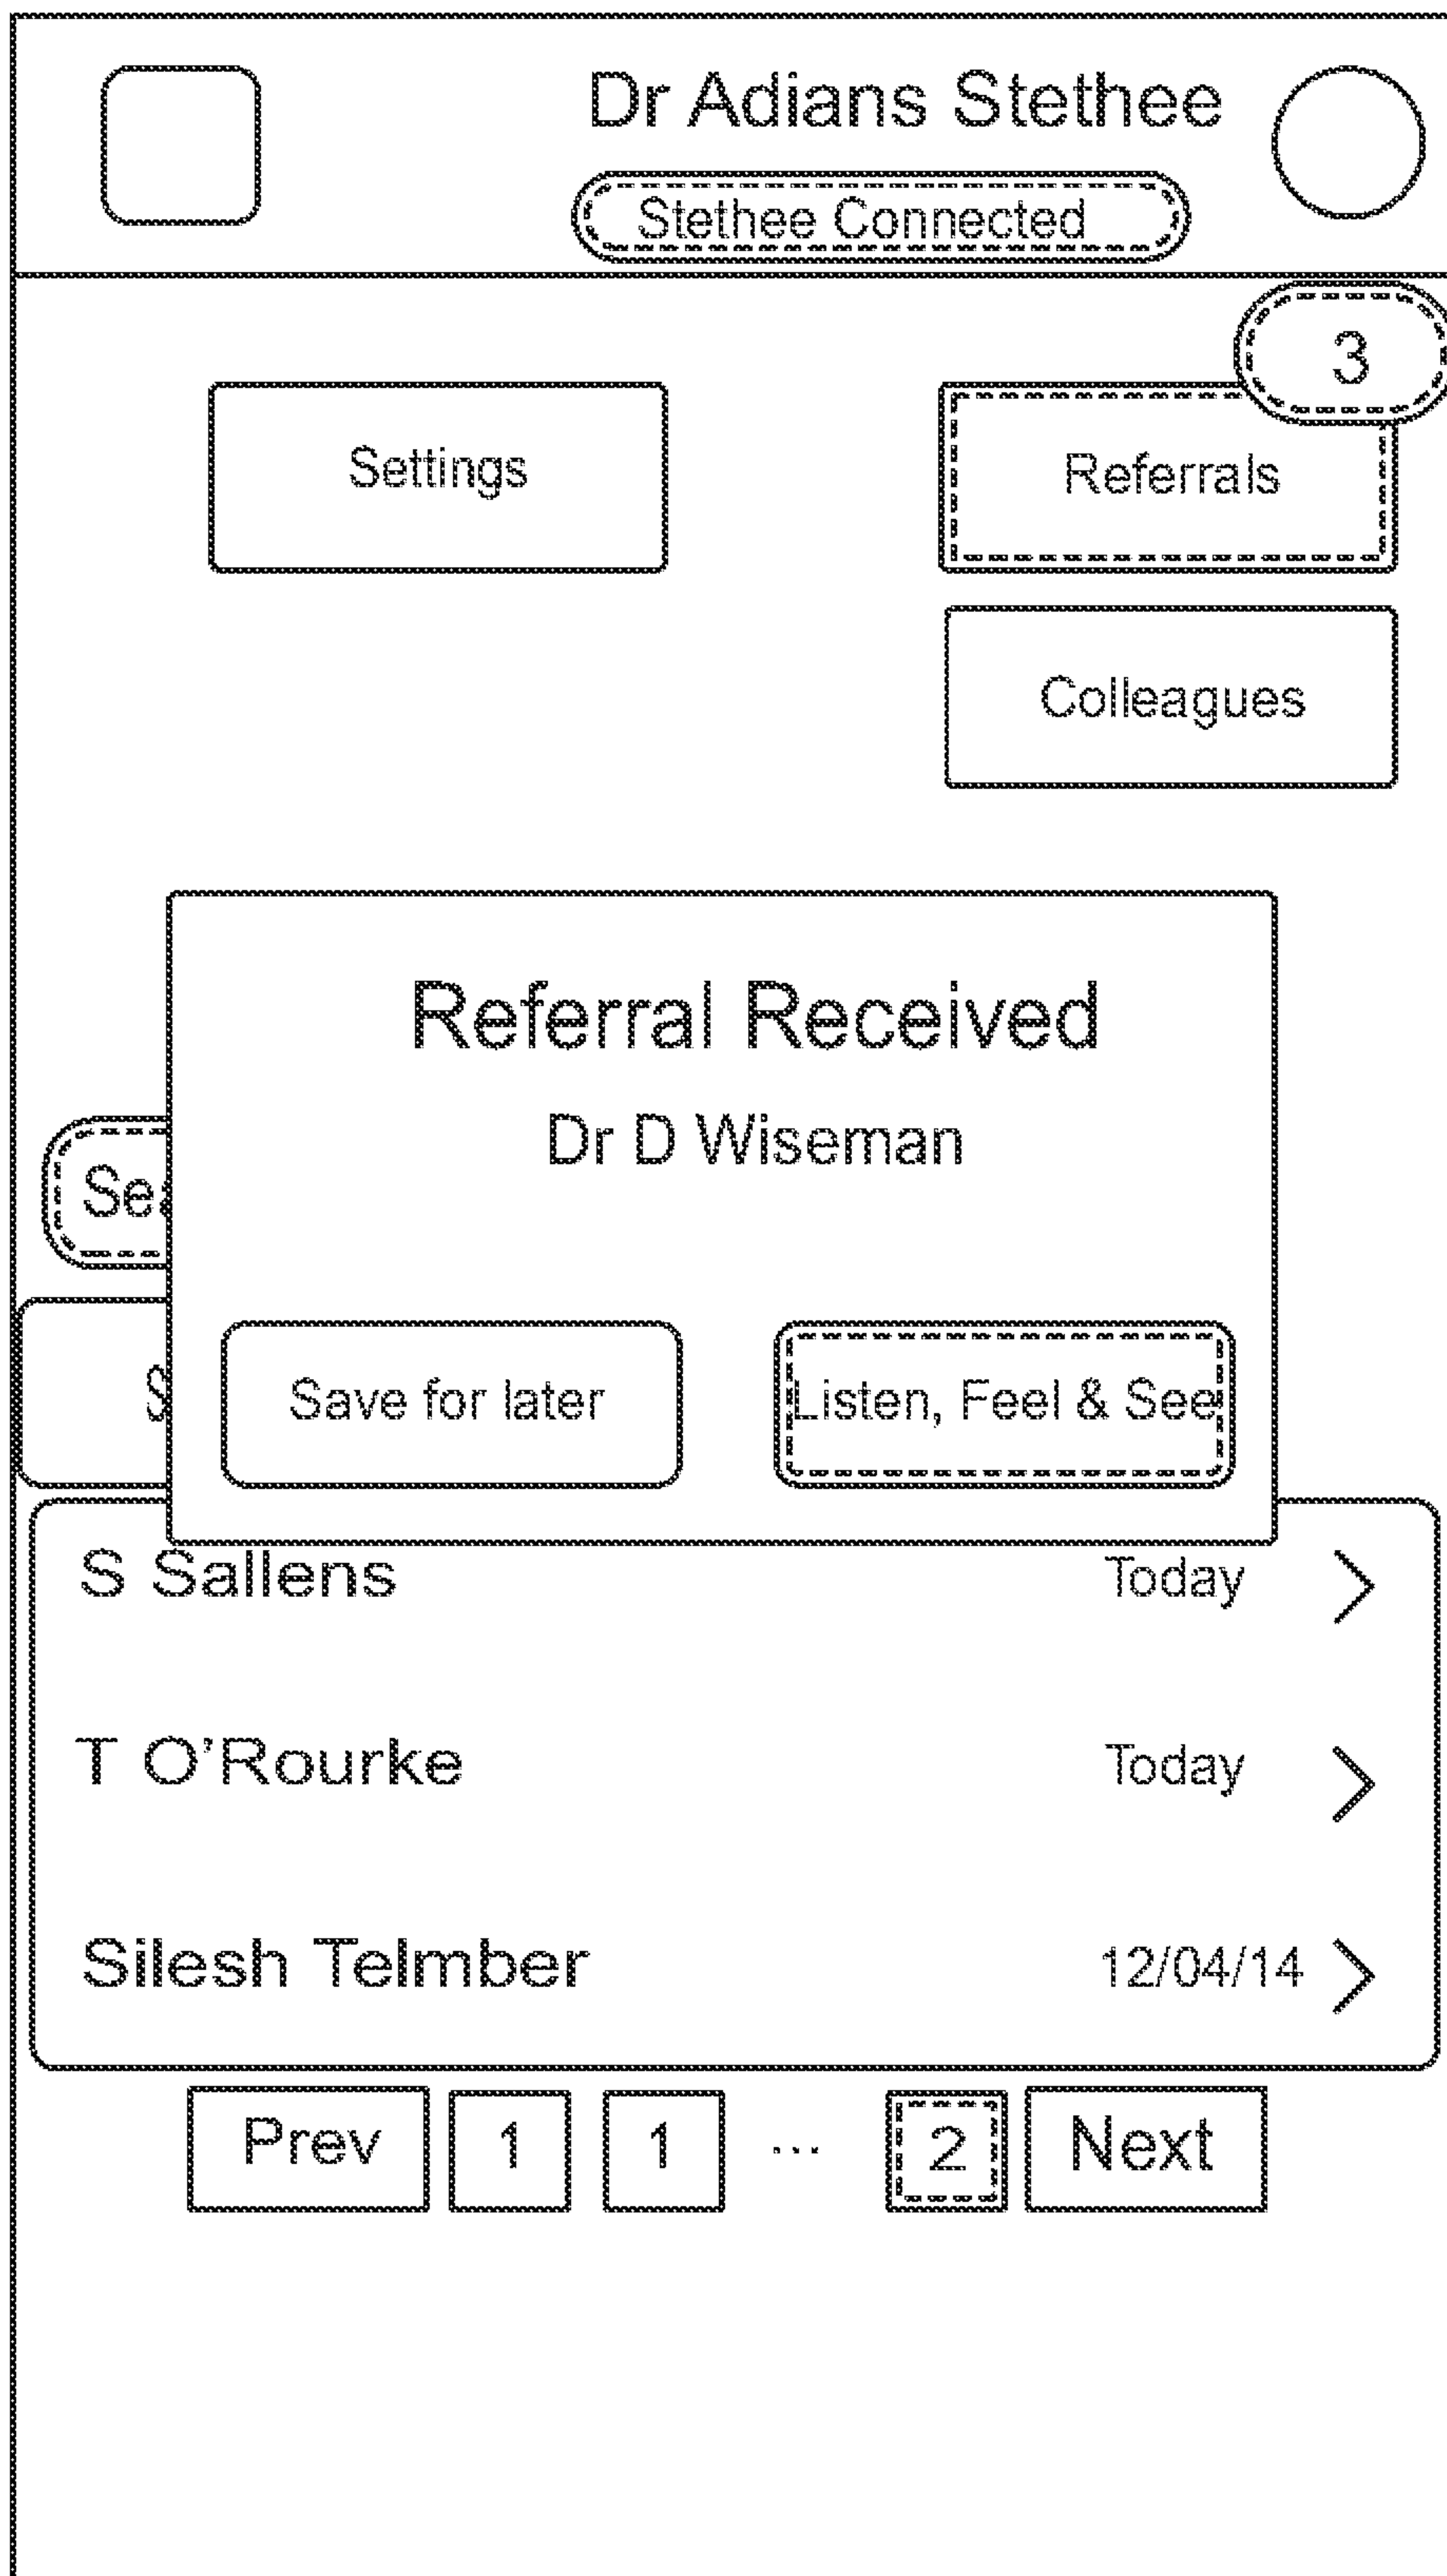 Dr Adians Stethee
Stethee Connected
3
Settings
Referrals
Colleagues
Referral Received
Dr D Wiseman
Save for later
Listen, Feel & See
S Sallens Today
T O'Rourke Today
Silesh Telmber 12/04/14
Prev 1 1 ... 2 Next